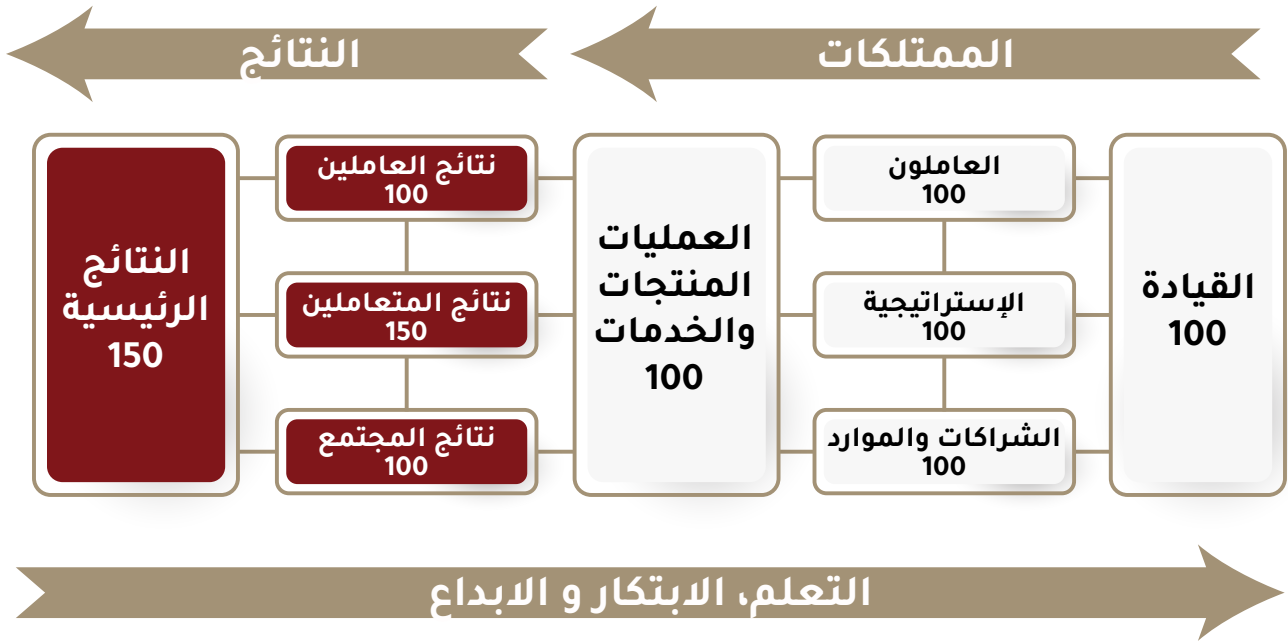 الممتلكات
النتائج
القيادة
100
العاملون
100
الإستراتيجية
100
الشراكات والموارد
100
العمليات
المنتجات
والخدمات
100
نتائج العاملين
100
نتائج المتعاملين
150
نتائج المجتمع
100
النتائج
الرئيسية
150
التعلم، الابتكار و الابداع